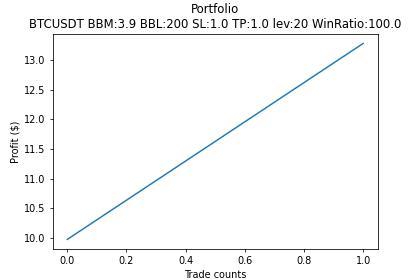 Portfolio
BTCUSDT BBM:3.9 BBL:200 SL:1.0 TP:1.0 lev:20 WinRatio:100.0
13.0
12.5
12.0
11.5
11.0
10.5
10.0
Profit ($)
0.0 0.2 0.4 0.6 0.8 1.0
Trade counts